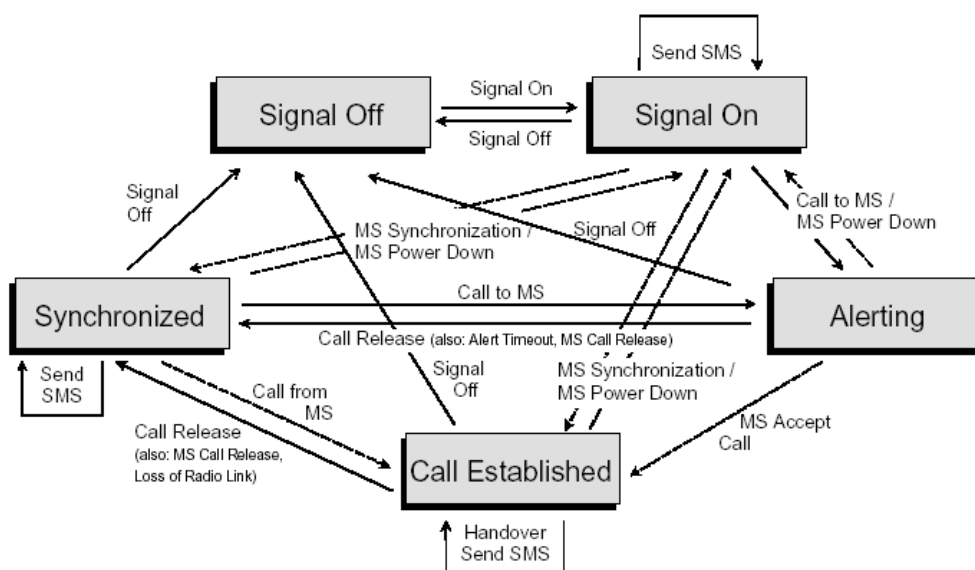 Send SMS
Signal Off
Signal On
Signal On
Signal Off
Signal
Off
MS Synchronization /
MS Power Down
Signal Off
Call to MS /
MS Power Down
Synchronized
Call to MS
Alerting
Call Release (also: Alert Timeout, MS Call Release)
Send
SMS
Call from
MS
Signal
Off
MS Synchronization /
MS Power Down
Call Release
(also: MS Call Release,
Loss of Radio Link)
MS Accept
Call
Call Established
Handover
Send SMS